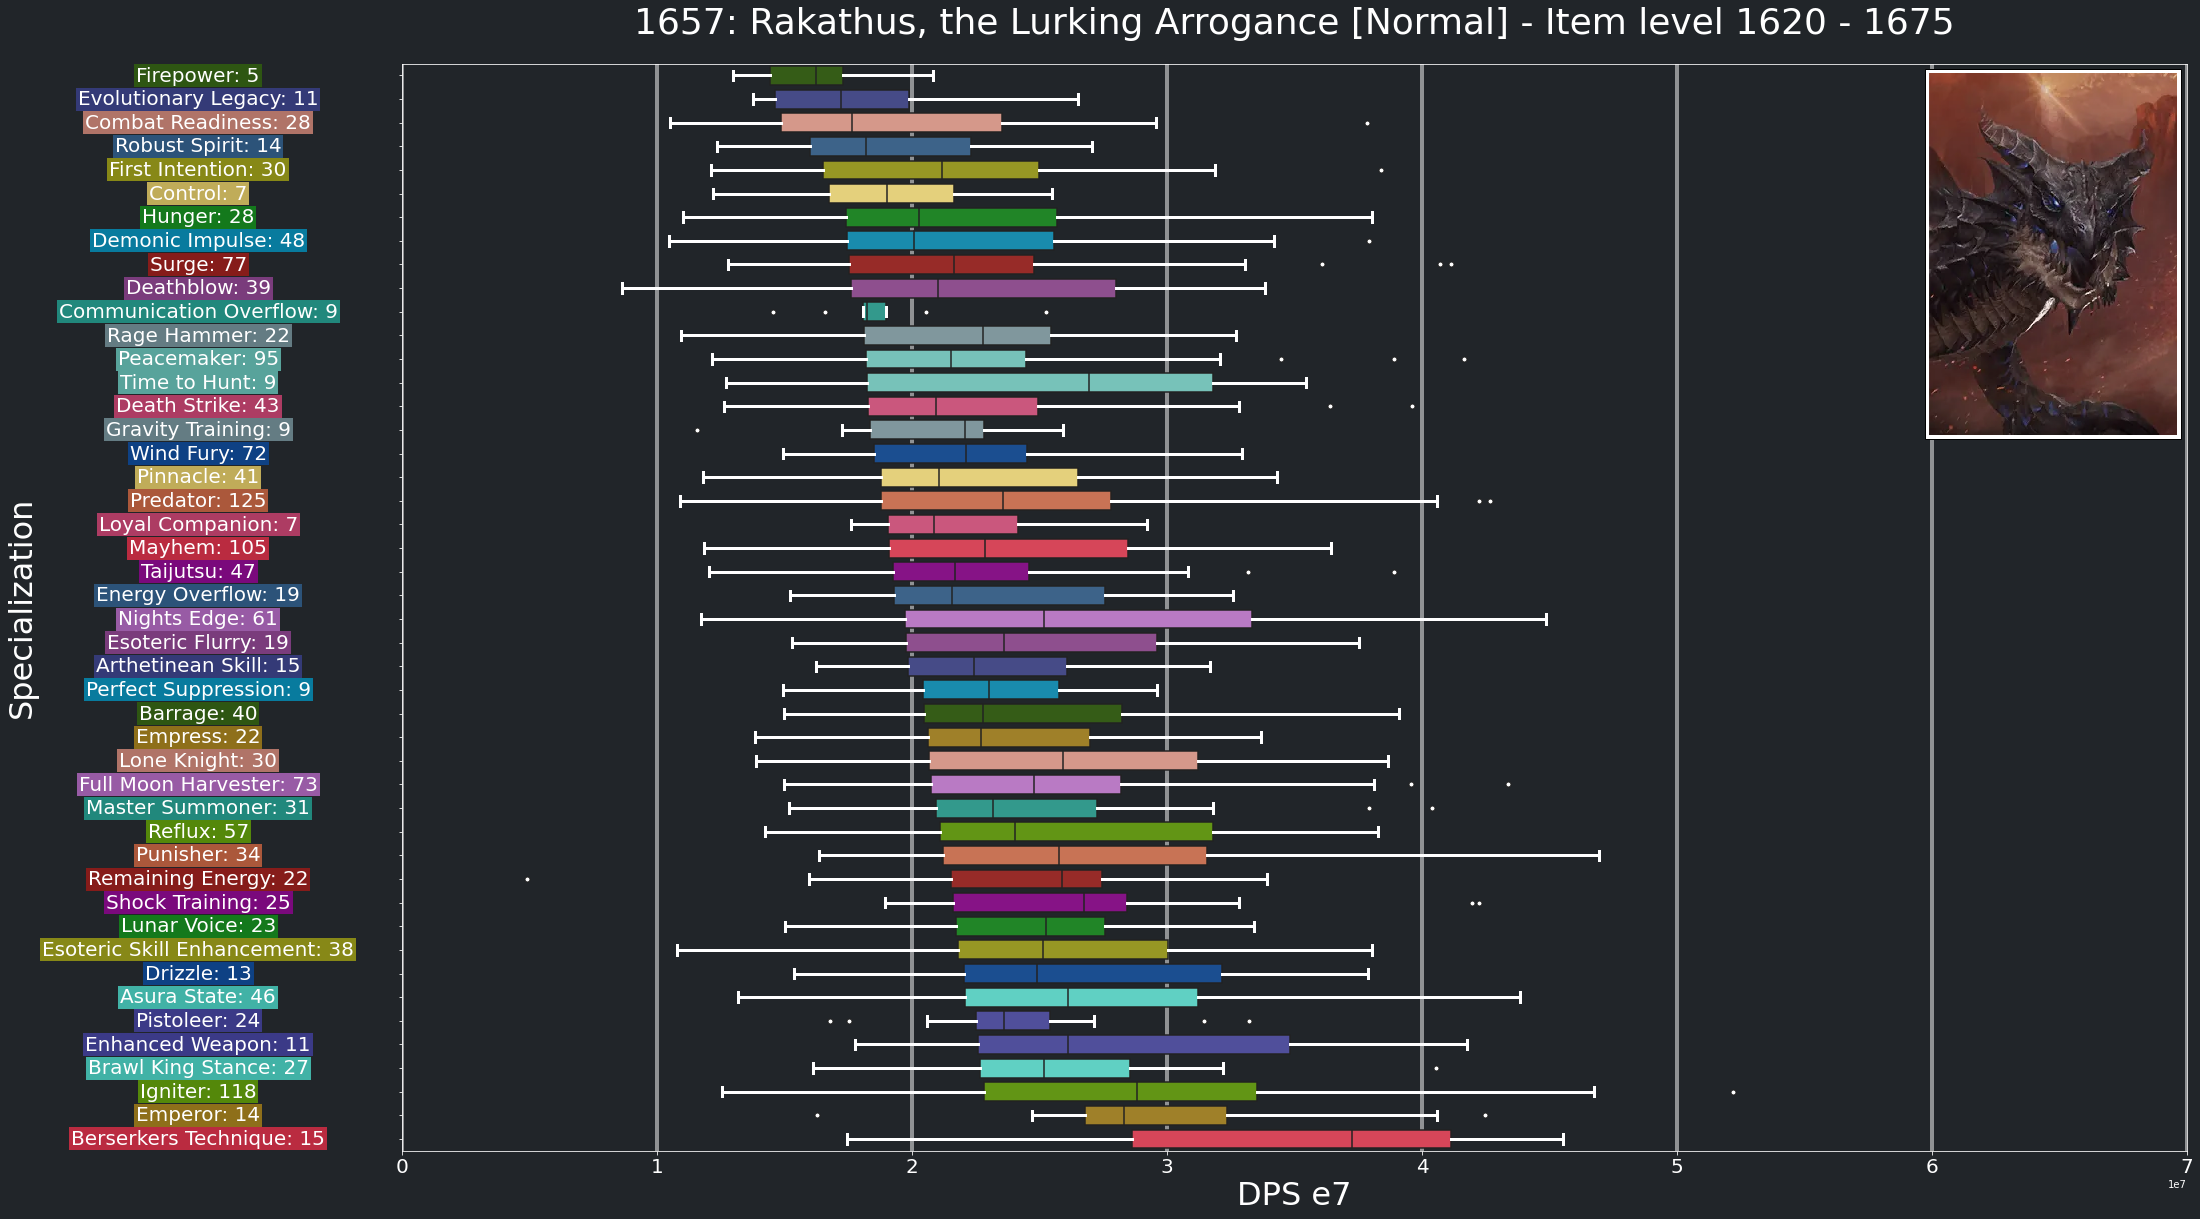 1657: Rakathus, the Lurking Arrogance [Normal] - Item level 1620 - 1675
Firepower: 5
Evolutionary Legacy: 11
Combat Readiness: 28
Robust Spirit: 14
First Intention: 30
Control: 7
Hunger: 28
Demonic Impulse: 48
Surge: 77
Deathblow: 39
Communication Overflow: 9
Rage Hammer: 22
Peacemaker: 95
Time to Hunt: 9
Death Strike: 43
Gravity Training: 9
Wind Fury: 72
Pinnacle: 41
Predator: 125
Loyal Companion: 7
Mayhem: 105
Taijutsu: 47
Energy Overflow: 19
Nights Edge: 61
Esoteric Flurry: 19
Arthetinean Skill: 15
Perfect Suppression: 9
Barrage: 40
Empress: 22
Lone Knight: 30
Full Moon Harvester: 73
Master Summoner: 31
Reflux: 57
Punisher: 34
Remaining Energy: 22
Shock Training: 25
Lunar Voice: 23
Esoteric Skill Enhancement: 38
Drizzle: 13
Asura State: 46
Pistoleer: 24
Enhanced Weapon: 11
Brawl King Stance: 27
Igniter: 118
Emperor: 14
Berserkers Technique: 15
Specialization
0 1 2 3 4 5 6 7
1e7
DPS e7